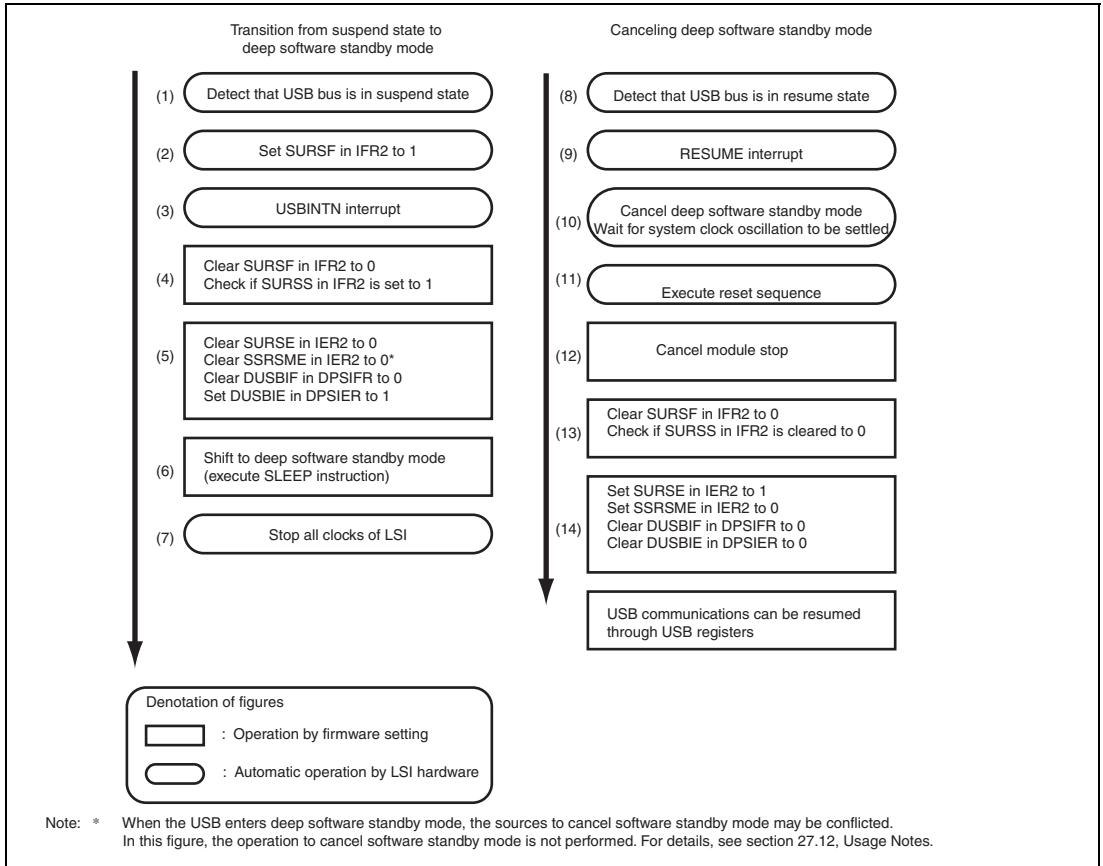 Transition from suspend state to
deep software standby mode
(1) Detect that USB bus is in suspend state
(2) Set SURSF in IFR2 to 1
(3) USBINTN interrupt
(4) Clear SURSF in IFR2 to 0
Check if SURSS in IFR2 is set to 1
(5) Clear SURSE in IER2 to 0
Clear SSRSME in IER2 to 0*
Clear DUSBIF in DPSIFR to 0
Set DUSBIE in DPSIER to 1
(6) Shift to deep software standby mode
(execute SLEEP instruction)
(7) Stop all clocks of LSI
Canceling deep software standby mode
(8) Detect that USB bus is in resume state
(9) RESUME interrupt
(10) Cancel deep software standby mode
Wait for system clock oscillation to be settled
(11) Execute reset sequence
(12) Cancel module stop
(13) Clear SURSF in IFR2 to 0
Check if SURSS in IFR2 is cleared to 0
(14) Set SURSE in IER2 to 1
Set SSRSME in IER2 to 0
Clear DUSBIF in DPSIFR to 0
Clear DUSBIE in DPSIER to 0
USB communications can be resumed
through USB registers
Denotation of figures
: Operation by firmware setting
: Automatic operation by LSI hardware
Note: * When the USB enters deep software standby mode, the sources to cancel software standby mode may be conflicted.
In this figure, the operation to cancel software standby mode is not performed. For details, see section 27.12, Usage Notes.